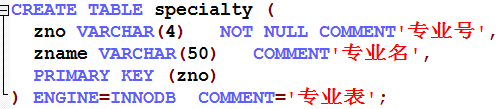 CREATE TABLE specialty (
zno VARCHAR(4) NOT NULL COMMENT'专业号',
zname VARCHAR(50) COMMENT'专业名',
PRIMARY KEY (zno)
) ENGINE=INNODB COMMENT='专业表';